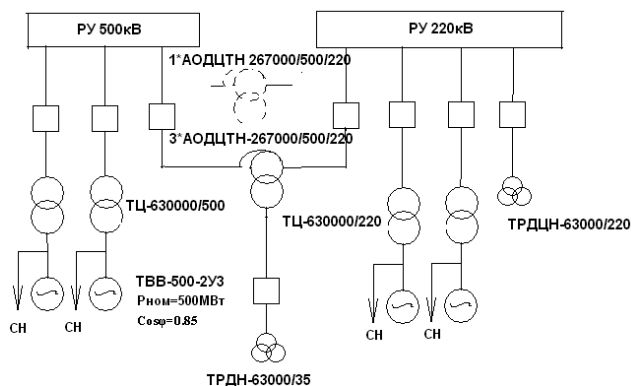 РУ 500кВ
РУ 220кВ
1*АОДЦТН 267000/500/220
3*АОДЦТН-267000/500/220
ТЦ-630000/500
ТЦ-630000/220
ТРДЦН-63000/220
ТВВ-500-2У3
Рном=500МВт
Cosφ=0.85
СН
СН
СН
СН
ТРДН-63000/35